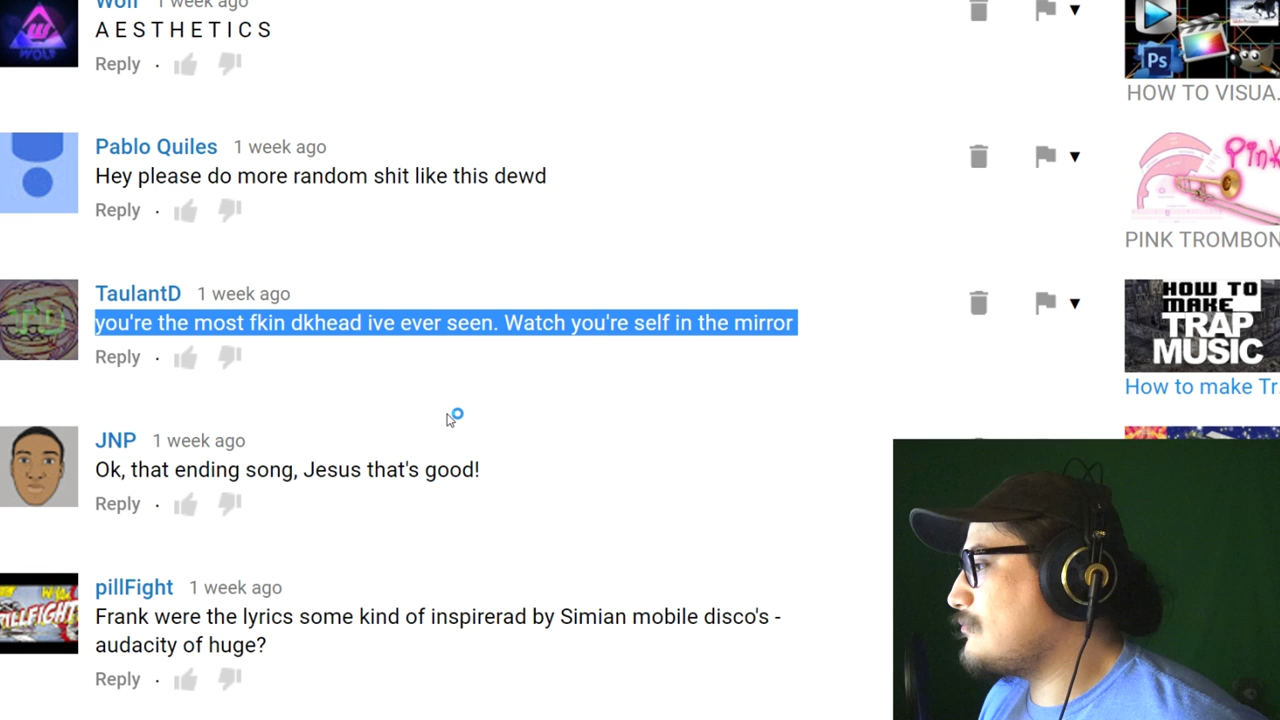 Wolf 1 week ago
A E S T H E T I C S
Reply ·
HOW TO VISUA.
Pablo Quiles 1 week ago
Hey please do more random shit like this dewd
Reply ·
Pink
PINK TROMBON
TaulantD 1 week ago
you're the most fkin dkhead ive ever seen. Watch you're self in the mirror
Reply ·
HOW TO
MAKE
TRAP
MUSIC
How to make Tr.
JNP 1 week ago
Ok, that ending song, Jesus that's good!
Reply ·
pillFight 1 week ago
Frank were the lyrics some kind of inspirerad by Simian mobile disco's -
audacity of huge?
Reply ·
Ps
WOLF